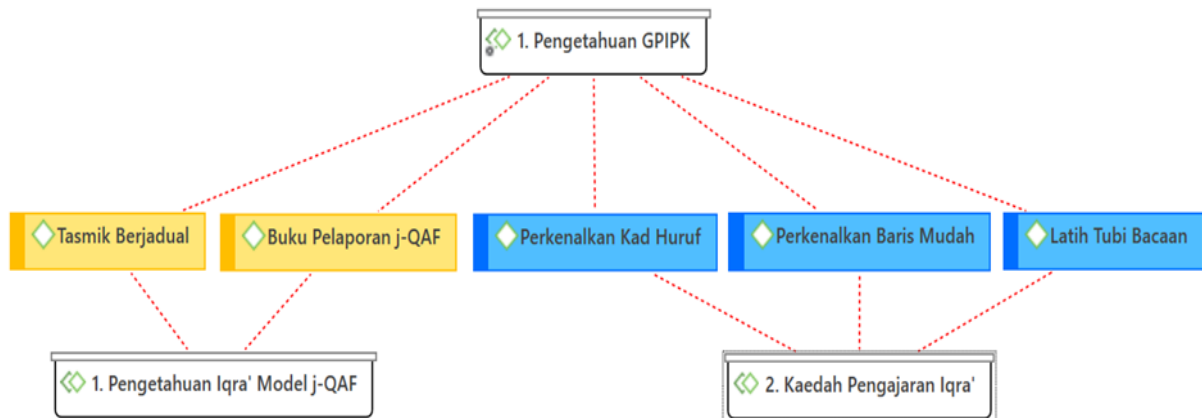 1. Pengetahuan GPIPK
Tasmik Berjadual
Buku Pelaporan j-QAF
Perkenalkan Kad Huruf
Perkenalkan Baris Mudah
Latih Tubi Bacaan
1. Pengetahuan Iqra' Model j-QAF
2. Kaedah Pengajaran Iqra'